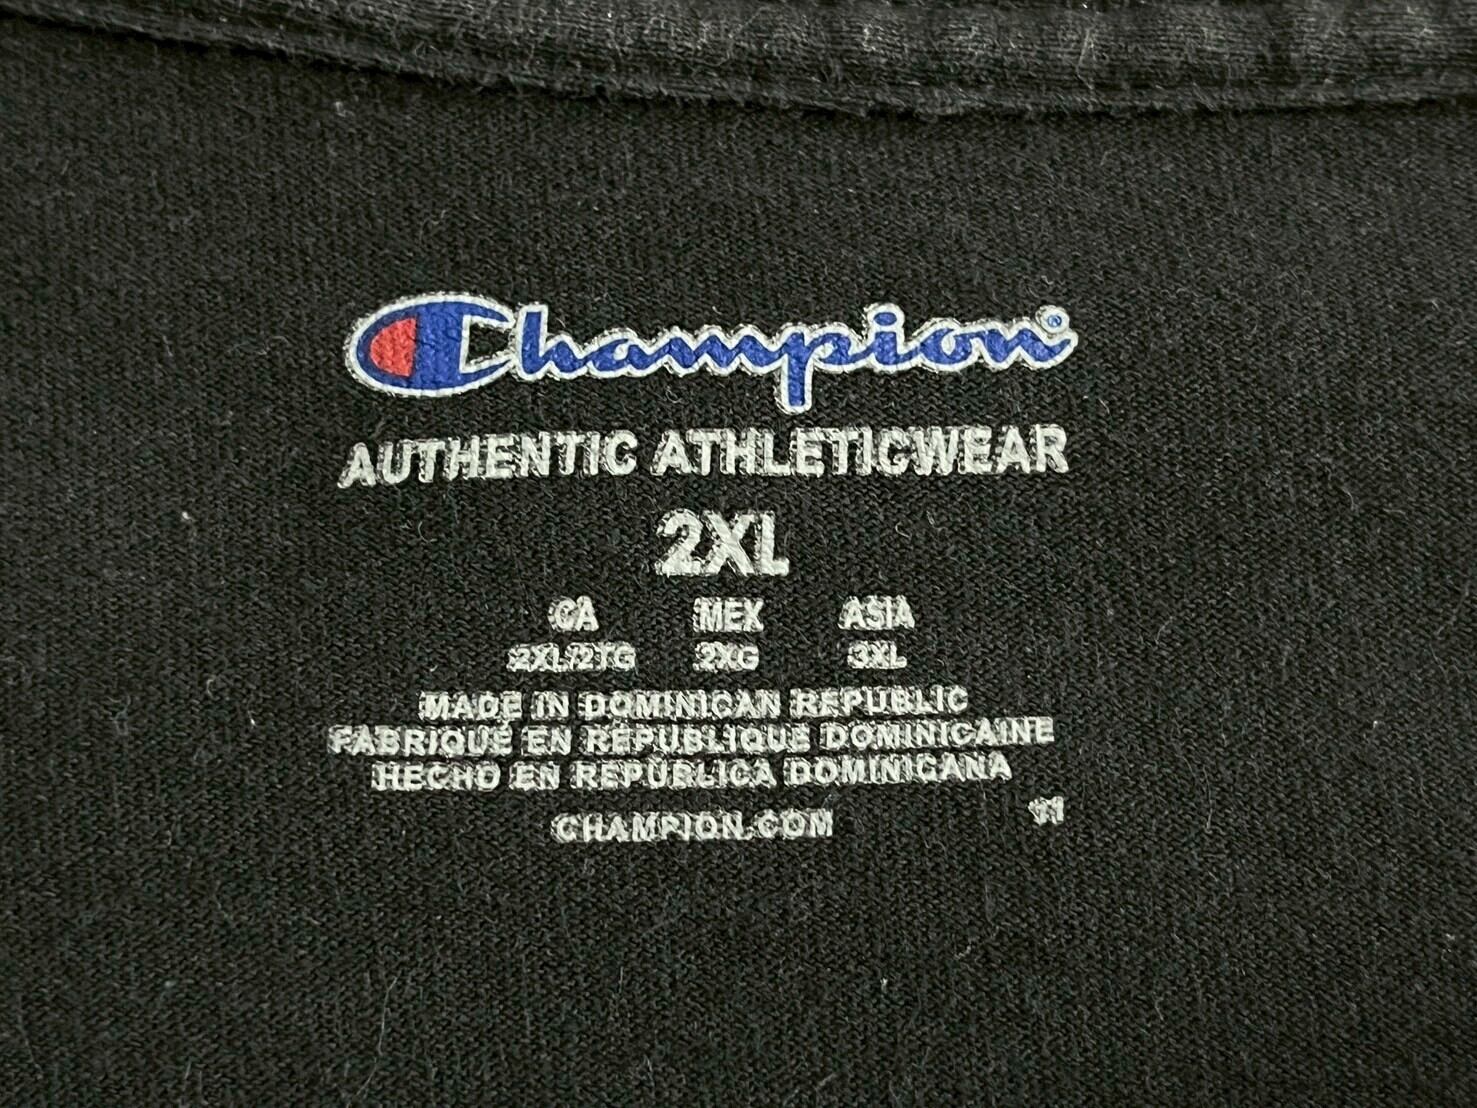 Champion®
AUTHENTIC ATHLETICWEAR
2XL
CA MEX ASIA
2XL/2TG 2XG 3XL
MADE IN DOMINICAN REPUBLIC
FABRIQUÉ EN RÉPUBLIQUE DOMINICAINE
HECHO EN REPÚBLICA DOMINICANA
CHAMPION.COM